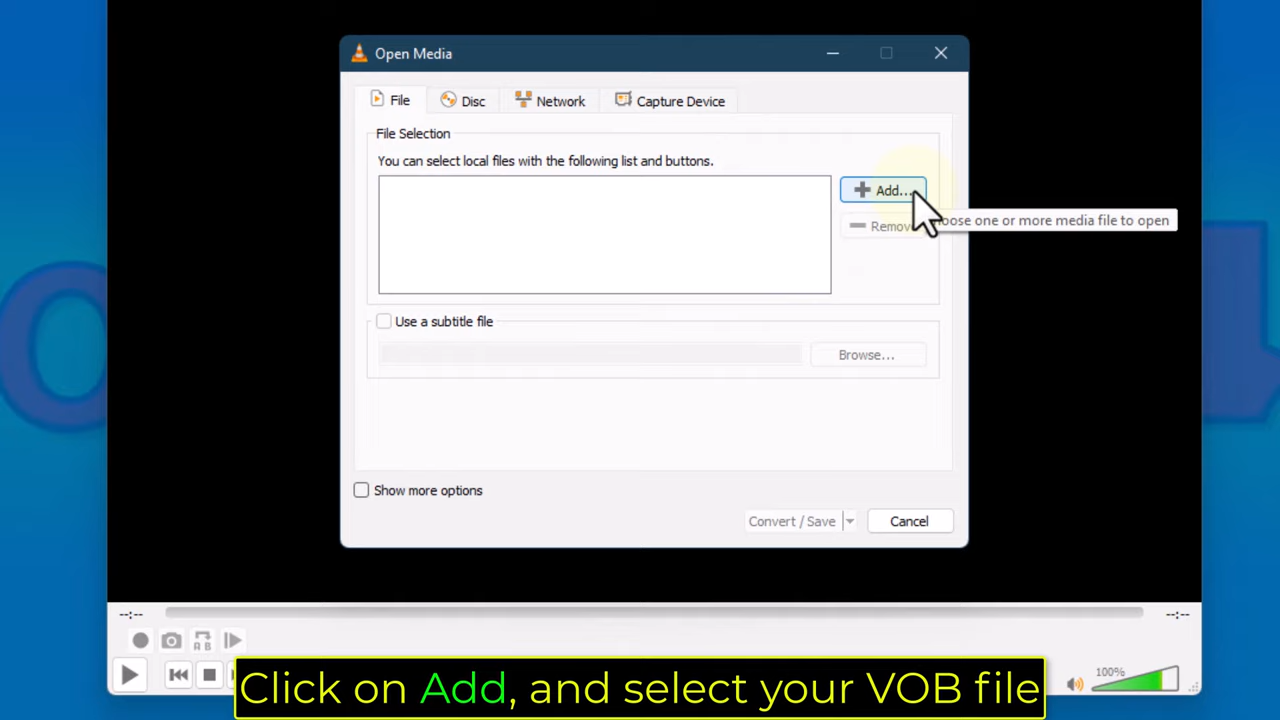 Open Media
File
Disc
Network
Capture Device
File Selection
You can select local files with the following list and buttons.
Add...
oose one or more media file to open
Remove
Use a subtitle file
Browse...
Show more options
Convert / Save
Cancel
--:--
--:--
A B
100%
Click on Add, and select your VOB file